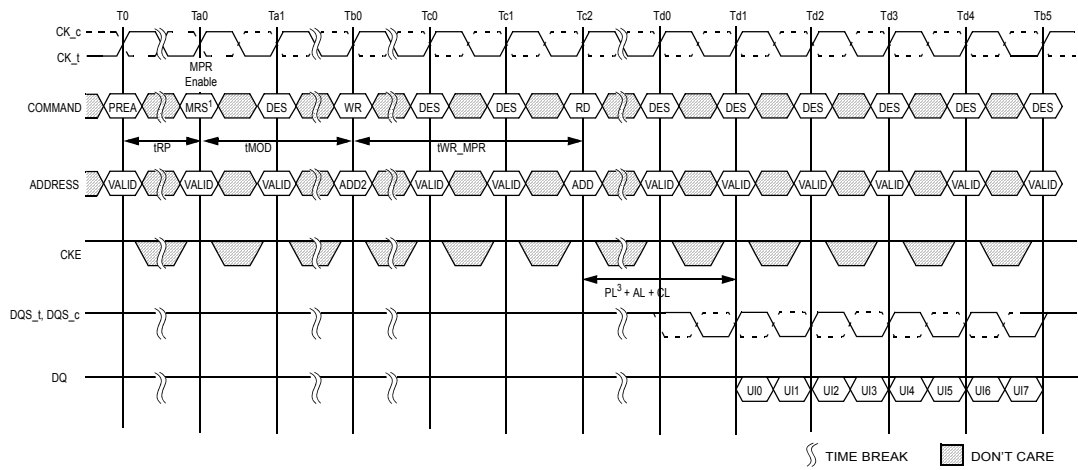 T0 Ta0 Ta1 Tb0 Tc0 Tc1 Tc2 Td0 Td1 Td2 Td3 Td4 Tb5
CK_c
CK_t
MPR
Enable
COMMAND PREA MRS1 DES WR DES DES RD DES DES DES DES DES DES
tRP tMOD tWR_MPR
ADDRESS VALID VALID VALID ADD2 VALID VALID ADD VALID VALID VALID VALID VALID VALID
CKE
PL3 + AL + CL
DQS_t, DQS_c
DQ UI0 UI1 UI2 UI3 UI4 UI5 UI6 UI7
TIME BREAK DON'T CARE